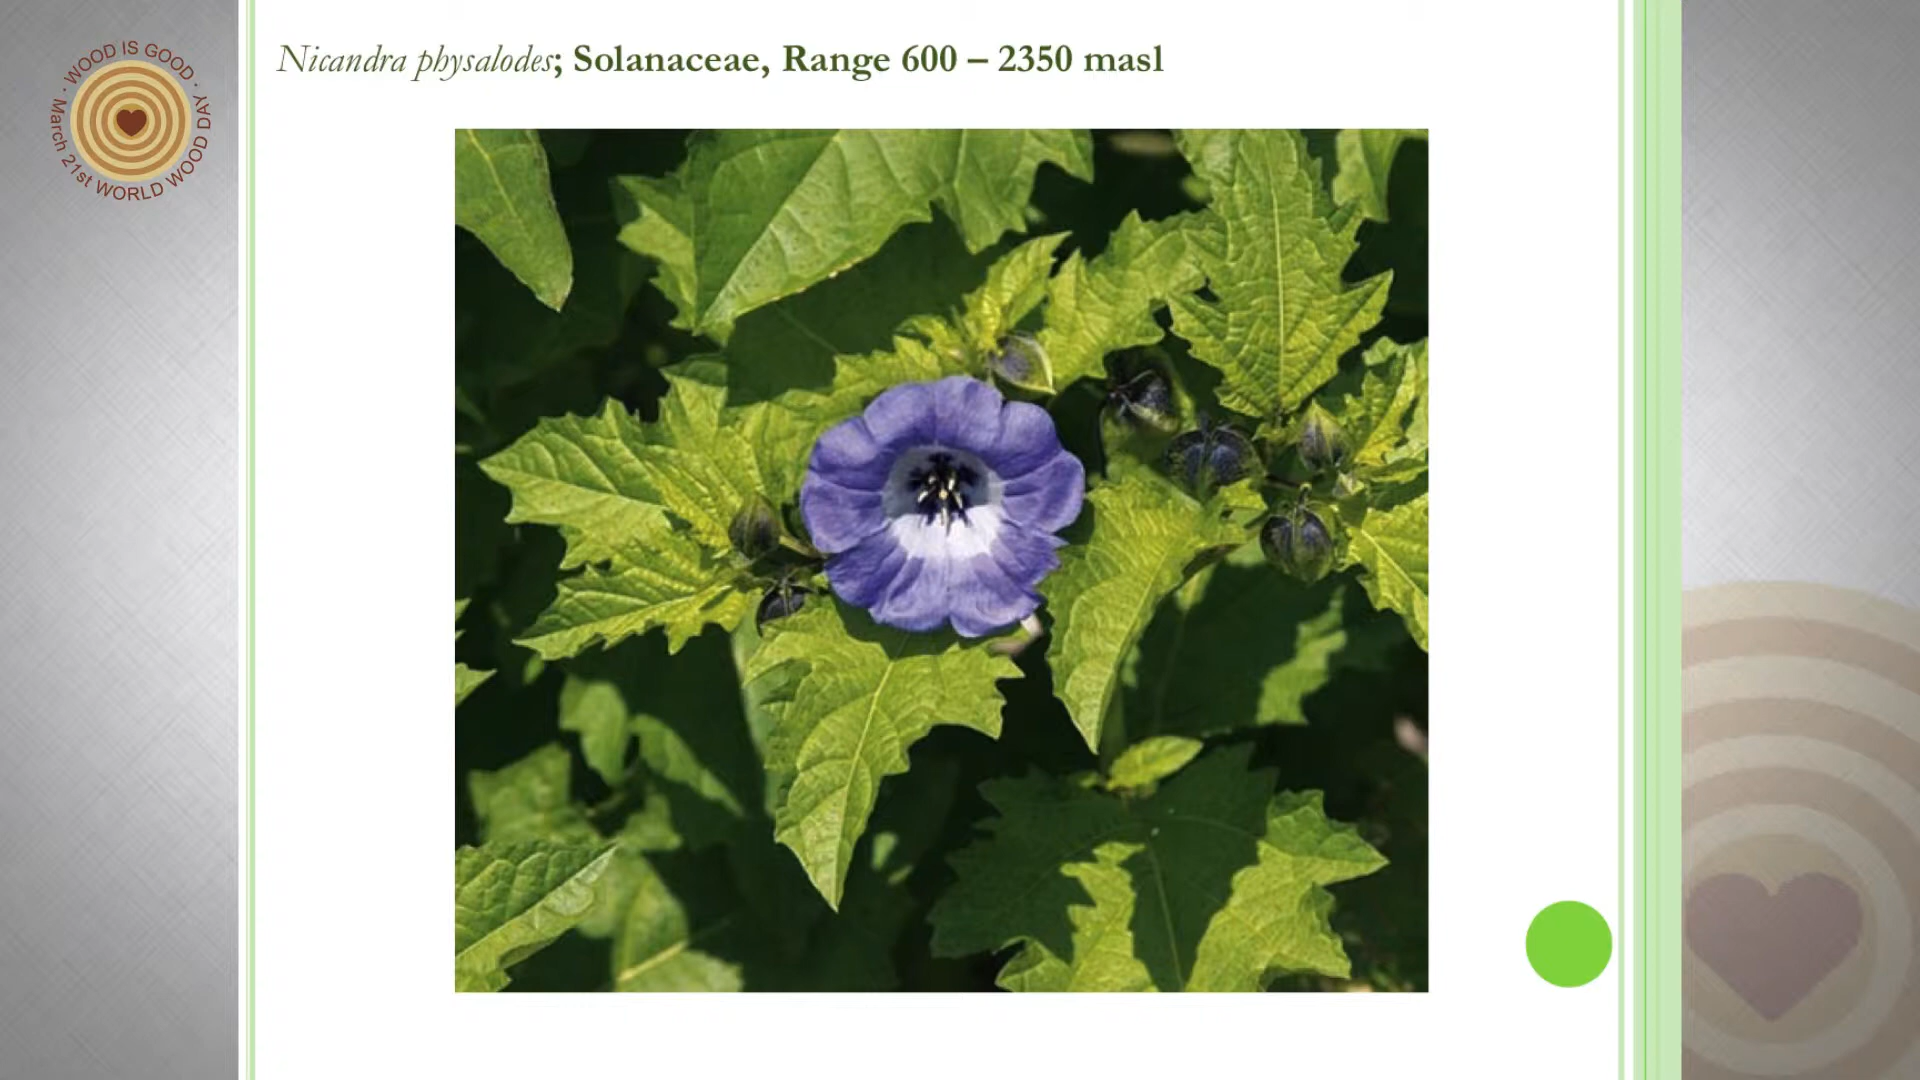 Nicandra physalodes; Solanaceae, Range 600 – 2350 masl
· WOOD IS GOOD ·
March 21st WORLD WOOD DAY